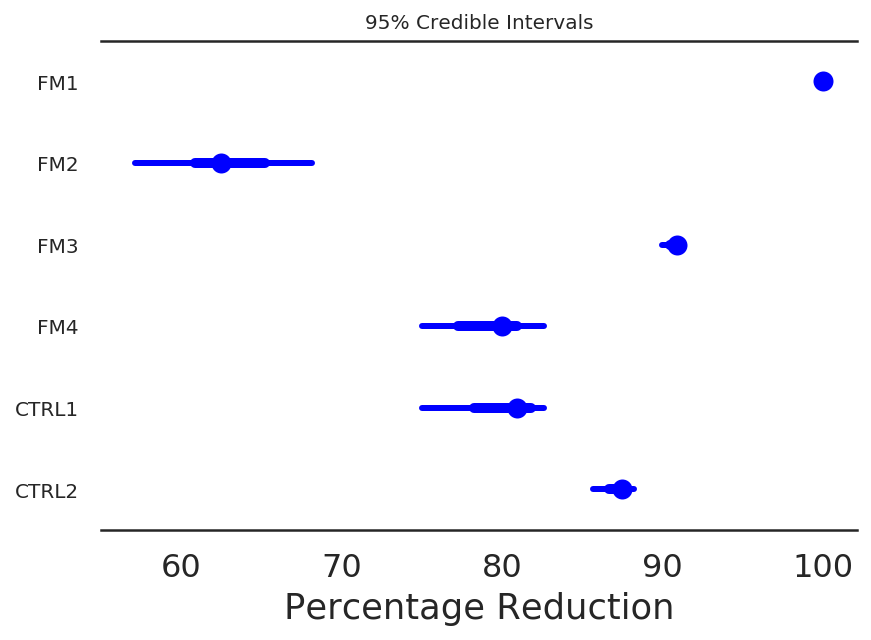 95% Credible Intervals
FM1
FM2
FM3
FM4
CTRL1
CTRL2
60 70 80 90 100
Percentage Reduction